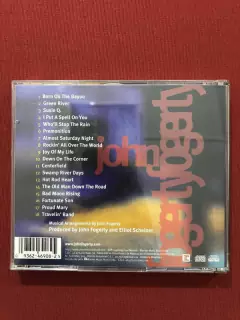 1 Born On The Bayou
2 Green River
3 Susie Q.
4 I Put A Spell On You
5 Who'll Stop The Rain
6 Premonition
7 Almost Saturday Night
8 Rockin' All Over The World
9 Joy Of My Life
10 Down On The Corner
11 Centerfield
12 Swamp River Days
13 Hot Rod Heart
14 The Old Man Down The Road
15 Bad Moon Rising
16 Fortunate Son
17 Proud Mary
18 Travelin' Band
john
fogerty
fogerty
Musical Arrangements by John Fogerty
Produced by John Fogerty and Elliot Scheiner
www.johnfogerty.com
9362-46908-2